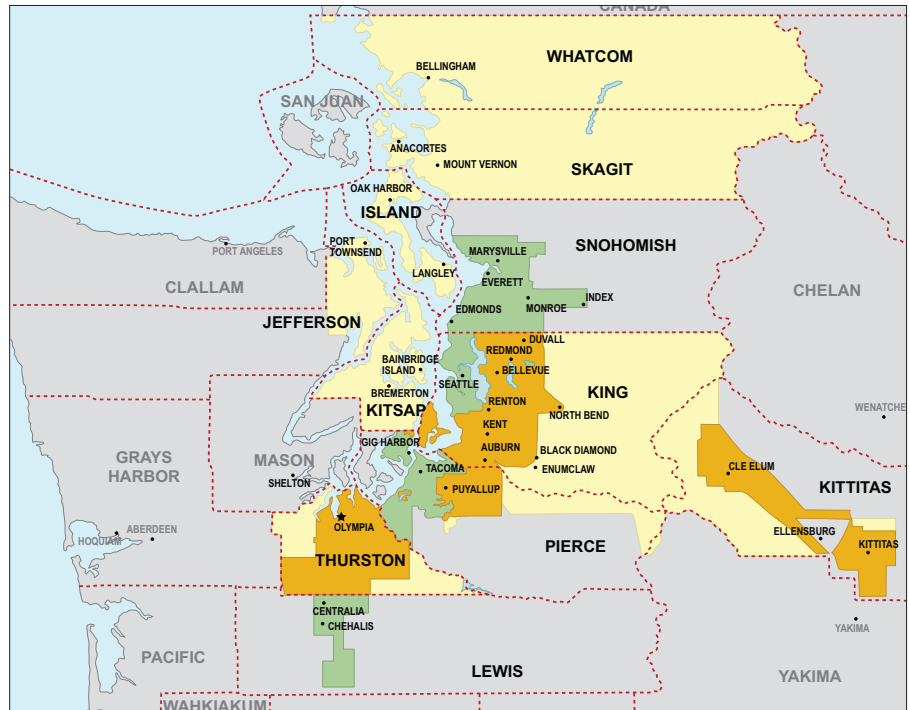 CANADA
WHATCOM
BELLINGHAM
SAN JUAN
ANACORTES
MOUNT VERNON
SKAGIT
OAK HARBOR
ISLAND
PORT
TOWNSEND
PORT ANGELES
SNOHOMISH
MARYSVILLE
LANGLEY
EVERETT
CLALLAM
CHELAN
INDEX
MONROE
EDMONDS
JEFFERSON
DUVALL
REDMOND
BAINBRIDGE
ISLAND
BELLEVUE
SEATTLE
BREMERTON
KING
RENTON
KITSAP
NORTH BEND
WENATCHE
KENT
GIG HARBOR
AUBURN
BLACK DIAMOND
GRAYS
HARBOR
MASON
TACOMA
ENUMCLAW
CLE ELUM
SHELTON
PUYALLUP
KITTITAS
OLYMPIA
ABERDEEN
HOQUIAM
ELLENSBURG
KITTITAS
PIERCE
THURSTON
CENTRALIA
CHEHALIS
YAKIMA
PACIFIC
LEWIS
YAKIMA
WAHKIAKUM